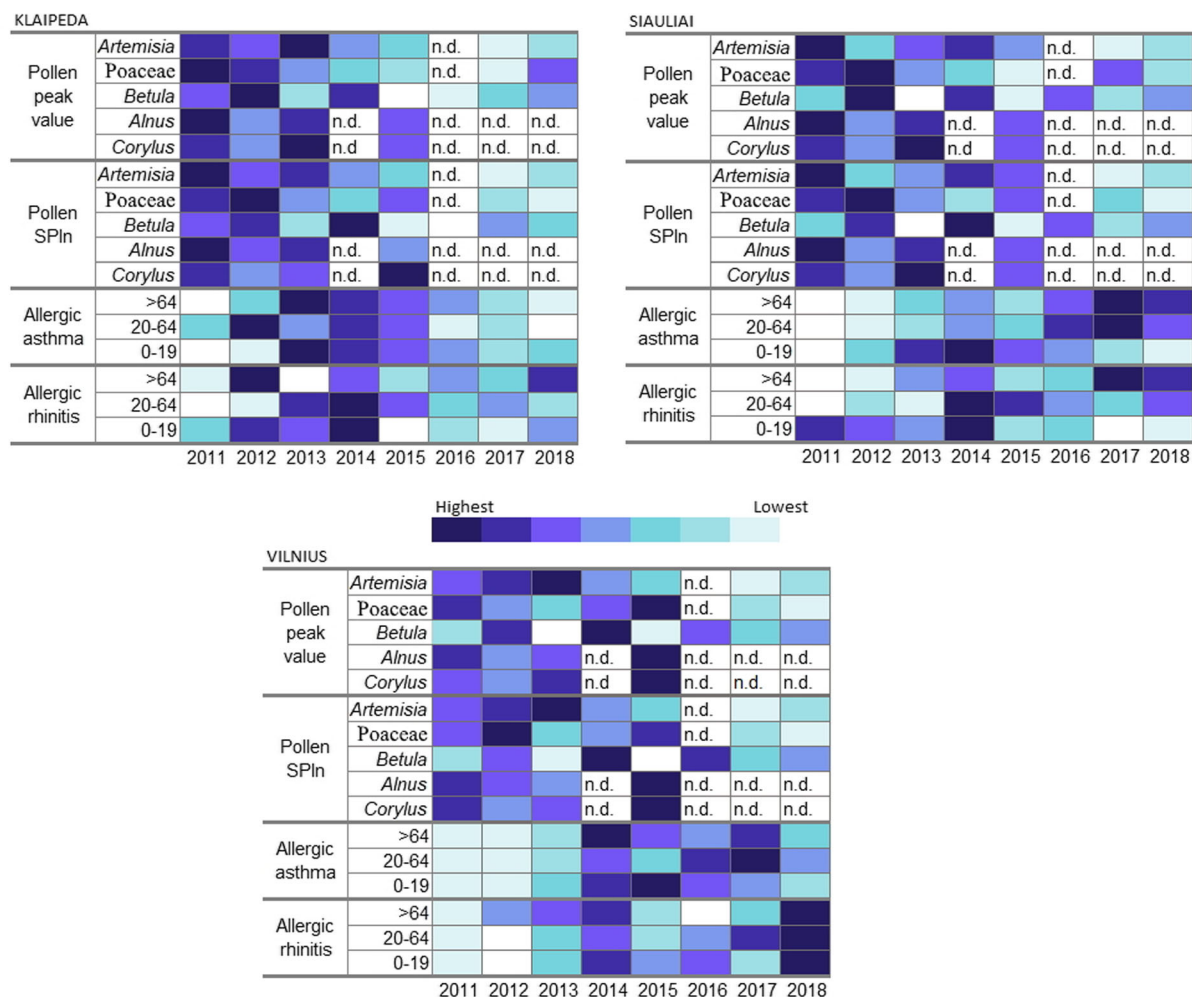 KLAIPEDA
Pollen peak value
Artemisia n.d.
Poaceae n.d.
Betula
Alnus n.d. n.d. n.d. n.d.
Corylus n.d n.d. n.d. n.d.
Pollen SPIn
Artemisia n.d.
Poaceae n.d.
Betula
Alnus n.d. n.d. n.d. n.d.
Corylus n.d. n.d. n.d. n.d.
Allergic asthma
>64
20-64
0-19
Allergic rhinitis
>64
20-64
0-19
2011 2012 2013 2014 2015 2016 2017 2018
SIAULIAI
Pollen peak value
Artemisia n.d.
Poaceae n.d.
Betula
Alnus n.d n.d. n.d. n.d.
Corylus n.d n.d. n.d. n.d.
Pollen SPIn
Artemisia n.d.
Poaceae n.d.
Betula
Alnus n.d. n.d. n.d. n.d.
Corylus n.d. n.d. n.d. n.d.
Allergic asthma
>64
20-64
0-19
Allergic rhinitis
>64
20-64
0-19
2011 2012 2013 2014 2015 2016 2017 2018
Highest Lowest
VILNIUS
Pollen peak value
Artemisia n.d.
Poaceae n.d.
Betula
Alnus n.d. n.d. n.d. n.d.
Corylus n.d n.d. n.d. n.d.
Pollen SPIn
Artemisia n.d.
Poaceae n.d.
Betula
Alnus n.d. n.d. n.d. n.d.
Corylus n.d. n.d. n.d. n.d.
Allergic asthma
>64
20-64
0-19
Allergic rhinitis
>64
20-64
0-19
2011 2012 2013 2014 2015 2016 2017 2018